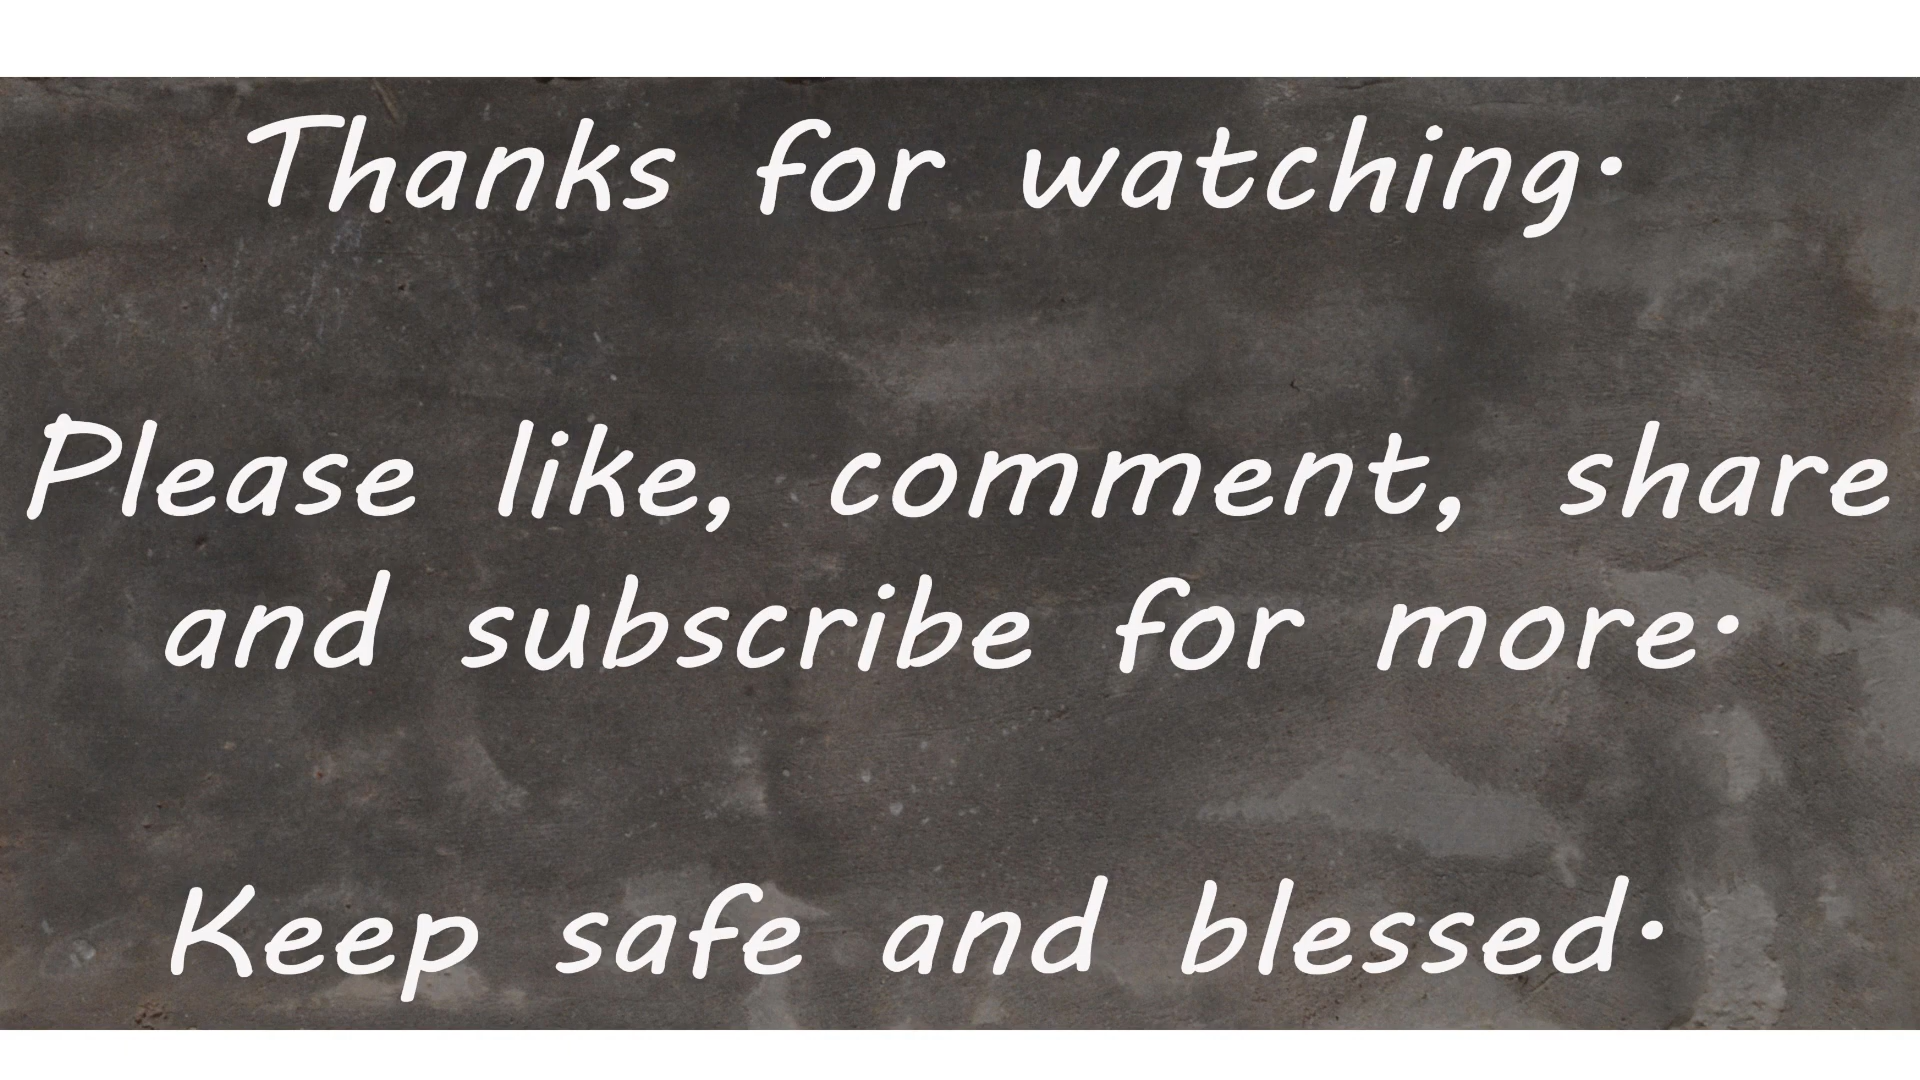 Thanks for watching.
Please like, comment, share
and subscribe for more.
Keep safe and blessed.